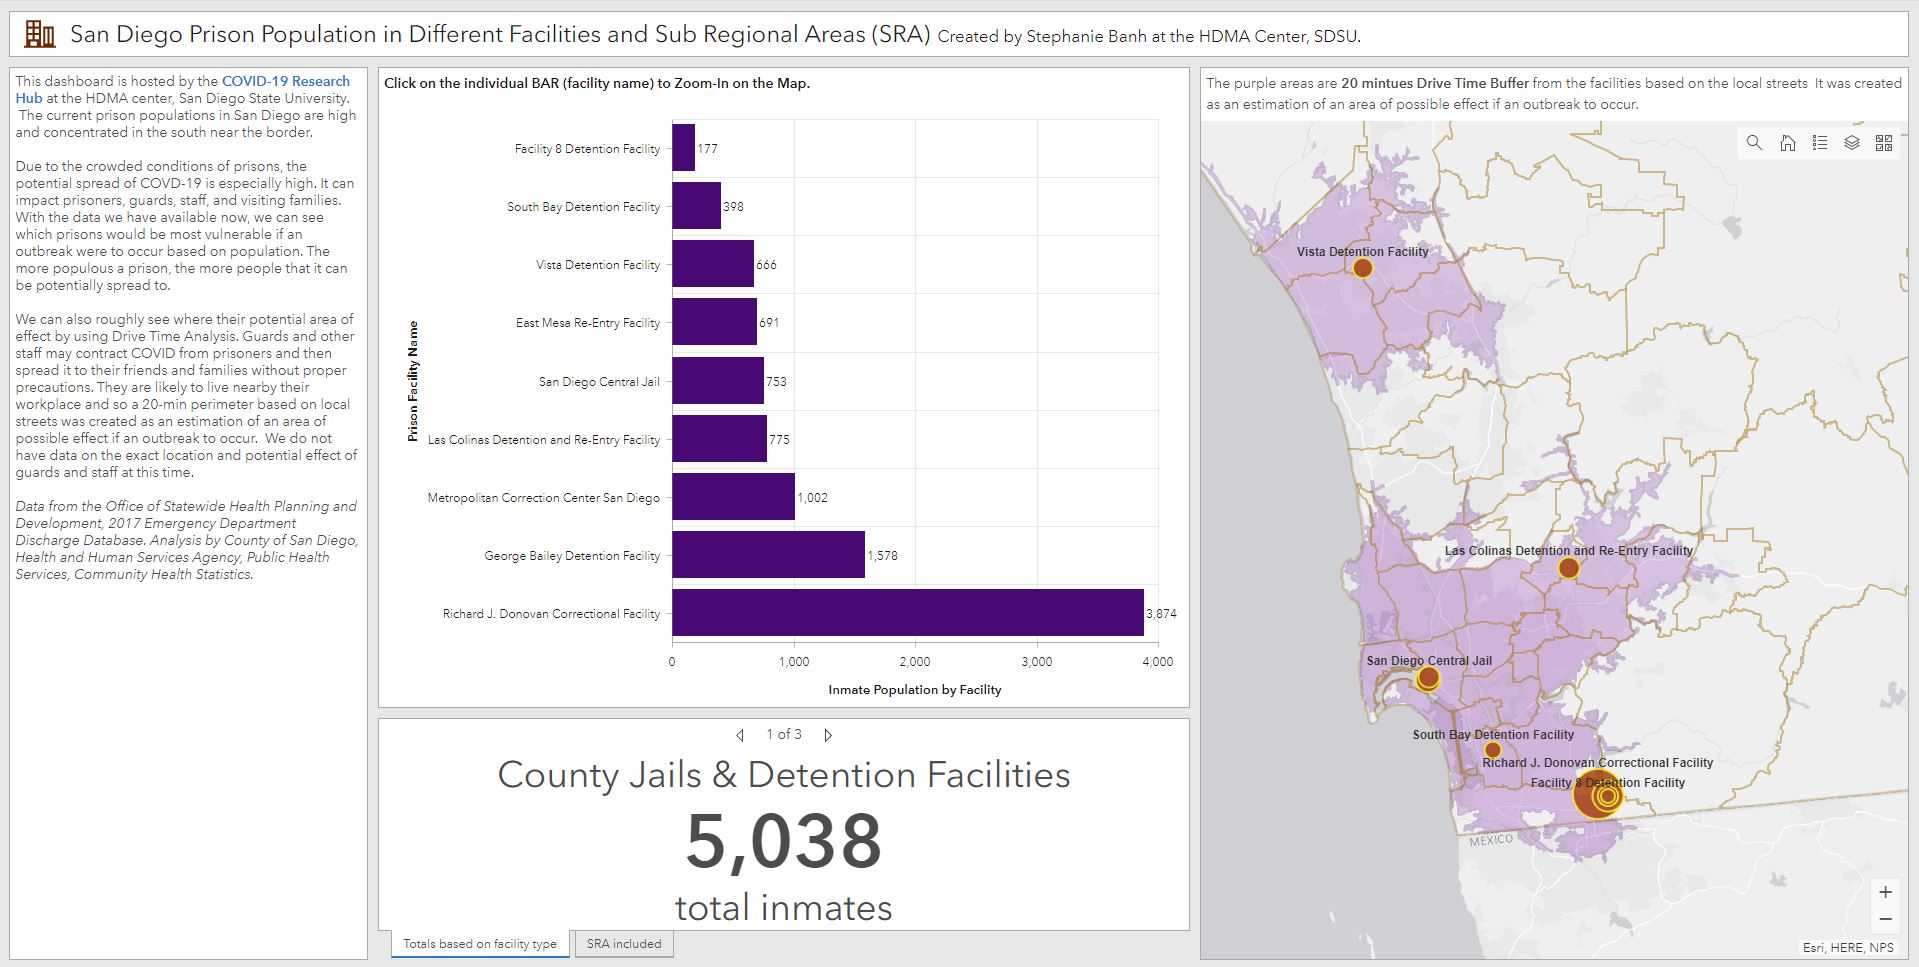 San Diego Prison Population in Different Facilities and Sub Regional Areas (SRA) Created by Stephanie Banh at the HDMA Center, SDSU.
This dashboard is hosted by the COVID-19 Research
Hub at the HDMA center, San Diego State University.
The current prison populations in San Diego are high
and concentrated in the south near the border.
Due to the crowded conditions of prisons, the
potential spread of COVD-19 is especially high. It can
impact prisoners, guards, staff, and visiting families.
With the data we have available now, we can see
which prisons would be most vulnerable if an
outbreak were to occur based on population. The
more populous a prison, the more people that it can
be potentially spread to.
We can also roughly see where their potential area of
effect by using Drive Time Analysis. Guards and other
staff may contract COVID from prisoners and then
spread it to their friends and families without proper
precautions. They are likely to live nearby their
workplace and so a 20-min perimeter based on local
streets was created as an estimation of an area of
possible effect if an outbreak to occur.  We do not
have data on the exact location and potential effect of
guards and staff at this time.
Data from the Office of Statewide Health Planning and
Development, 2017 Emergency Department
Discharge Database. Analysis by County of San Diego,
Health and Human Services Agency, Public Health
Services, Community Health Statistics.
Click on the individual BAR (facility name) to Zoom-In on the Map.
Prison Facility Name
Facility 8 Detention Facility 177
South Bay Detention Facility 398
Vista Detention Facility 666
East Mesa Re-Entry Facility 691
San Diego Central Jail 753
Las Colinas Detention and Re-Entry Facility 775
Metropolitan Correction Center San Diego 1,002
George Bailey Detention Facility 1,578
Richard J. Donovan Correctional Facility 3,874
0 1,000 2,000 3,000 4,000
Inmate Population by Facility
1 of 3
County Jails & Detention Facilities
5,038
total inmates
Totals based on facility type
SRA included
The purple areas are 20 mintues Drive Time Buffer from the facilities based on the local streets  It was created
as an estimation of an area of possible effect if an outbreak to occur.
Vista Detention Facility
Las Colinas Detention and Re-Entry Facility
San Diego Central Jail
South Bay Detention Facility
Richard J. Donovan Correctional Facility
Facility 8 Detention Facility
MEXICO
+
−
Esri, HERE, NPS